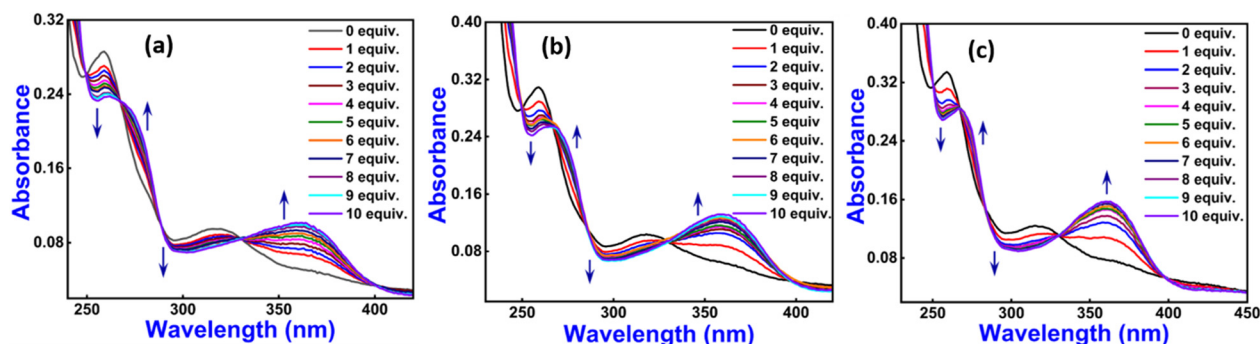 (a)
Absorbance
0.32
0.24
0.16
0.08
250
300
350
400
Wavelength (nm)
0 equiv.
1 equiv.
2 equiv.
3 equiv.
4 equiv.
5 equiv.
6 equiv.
7 equiv.
8 equiv.
9 equiv.
10 equiv.
(b)
Absorbance
0.40
0.32
0.24
0.16
0.08
250
300
350
420
Wavelength (nm)
0 equiv.
1 equiv.
2 equiv.
3 equiv.
4 equiv.
5 equiv
6 equiv.
7 equiv.
8 equiv.
9 equiv.
10 equiv.
(c)
Absorbance
0.40
0.32
0.24
0.16
0.08
250
300
350
400
450
Wavelength (nm)
0 equiv.
1 equiv.
2 equiv.
3 equiv.
4 equiv.
5 equiv.
6 equiv.
7 equiv.
8 equiv.
9 equiv.
10 equiv.